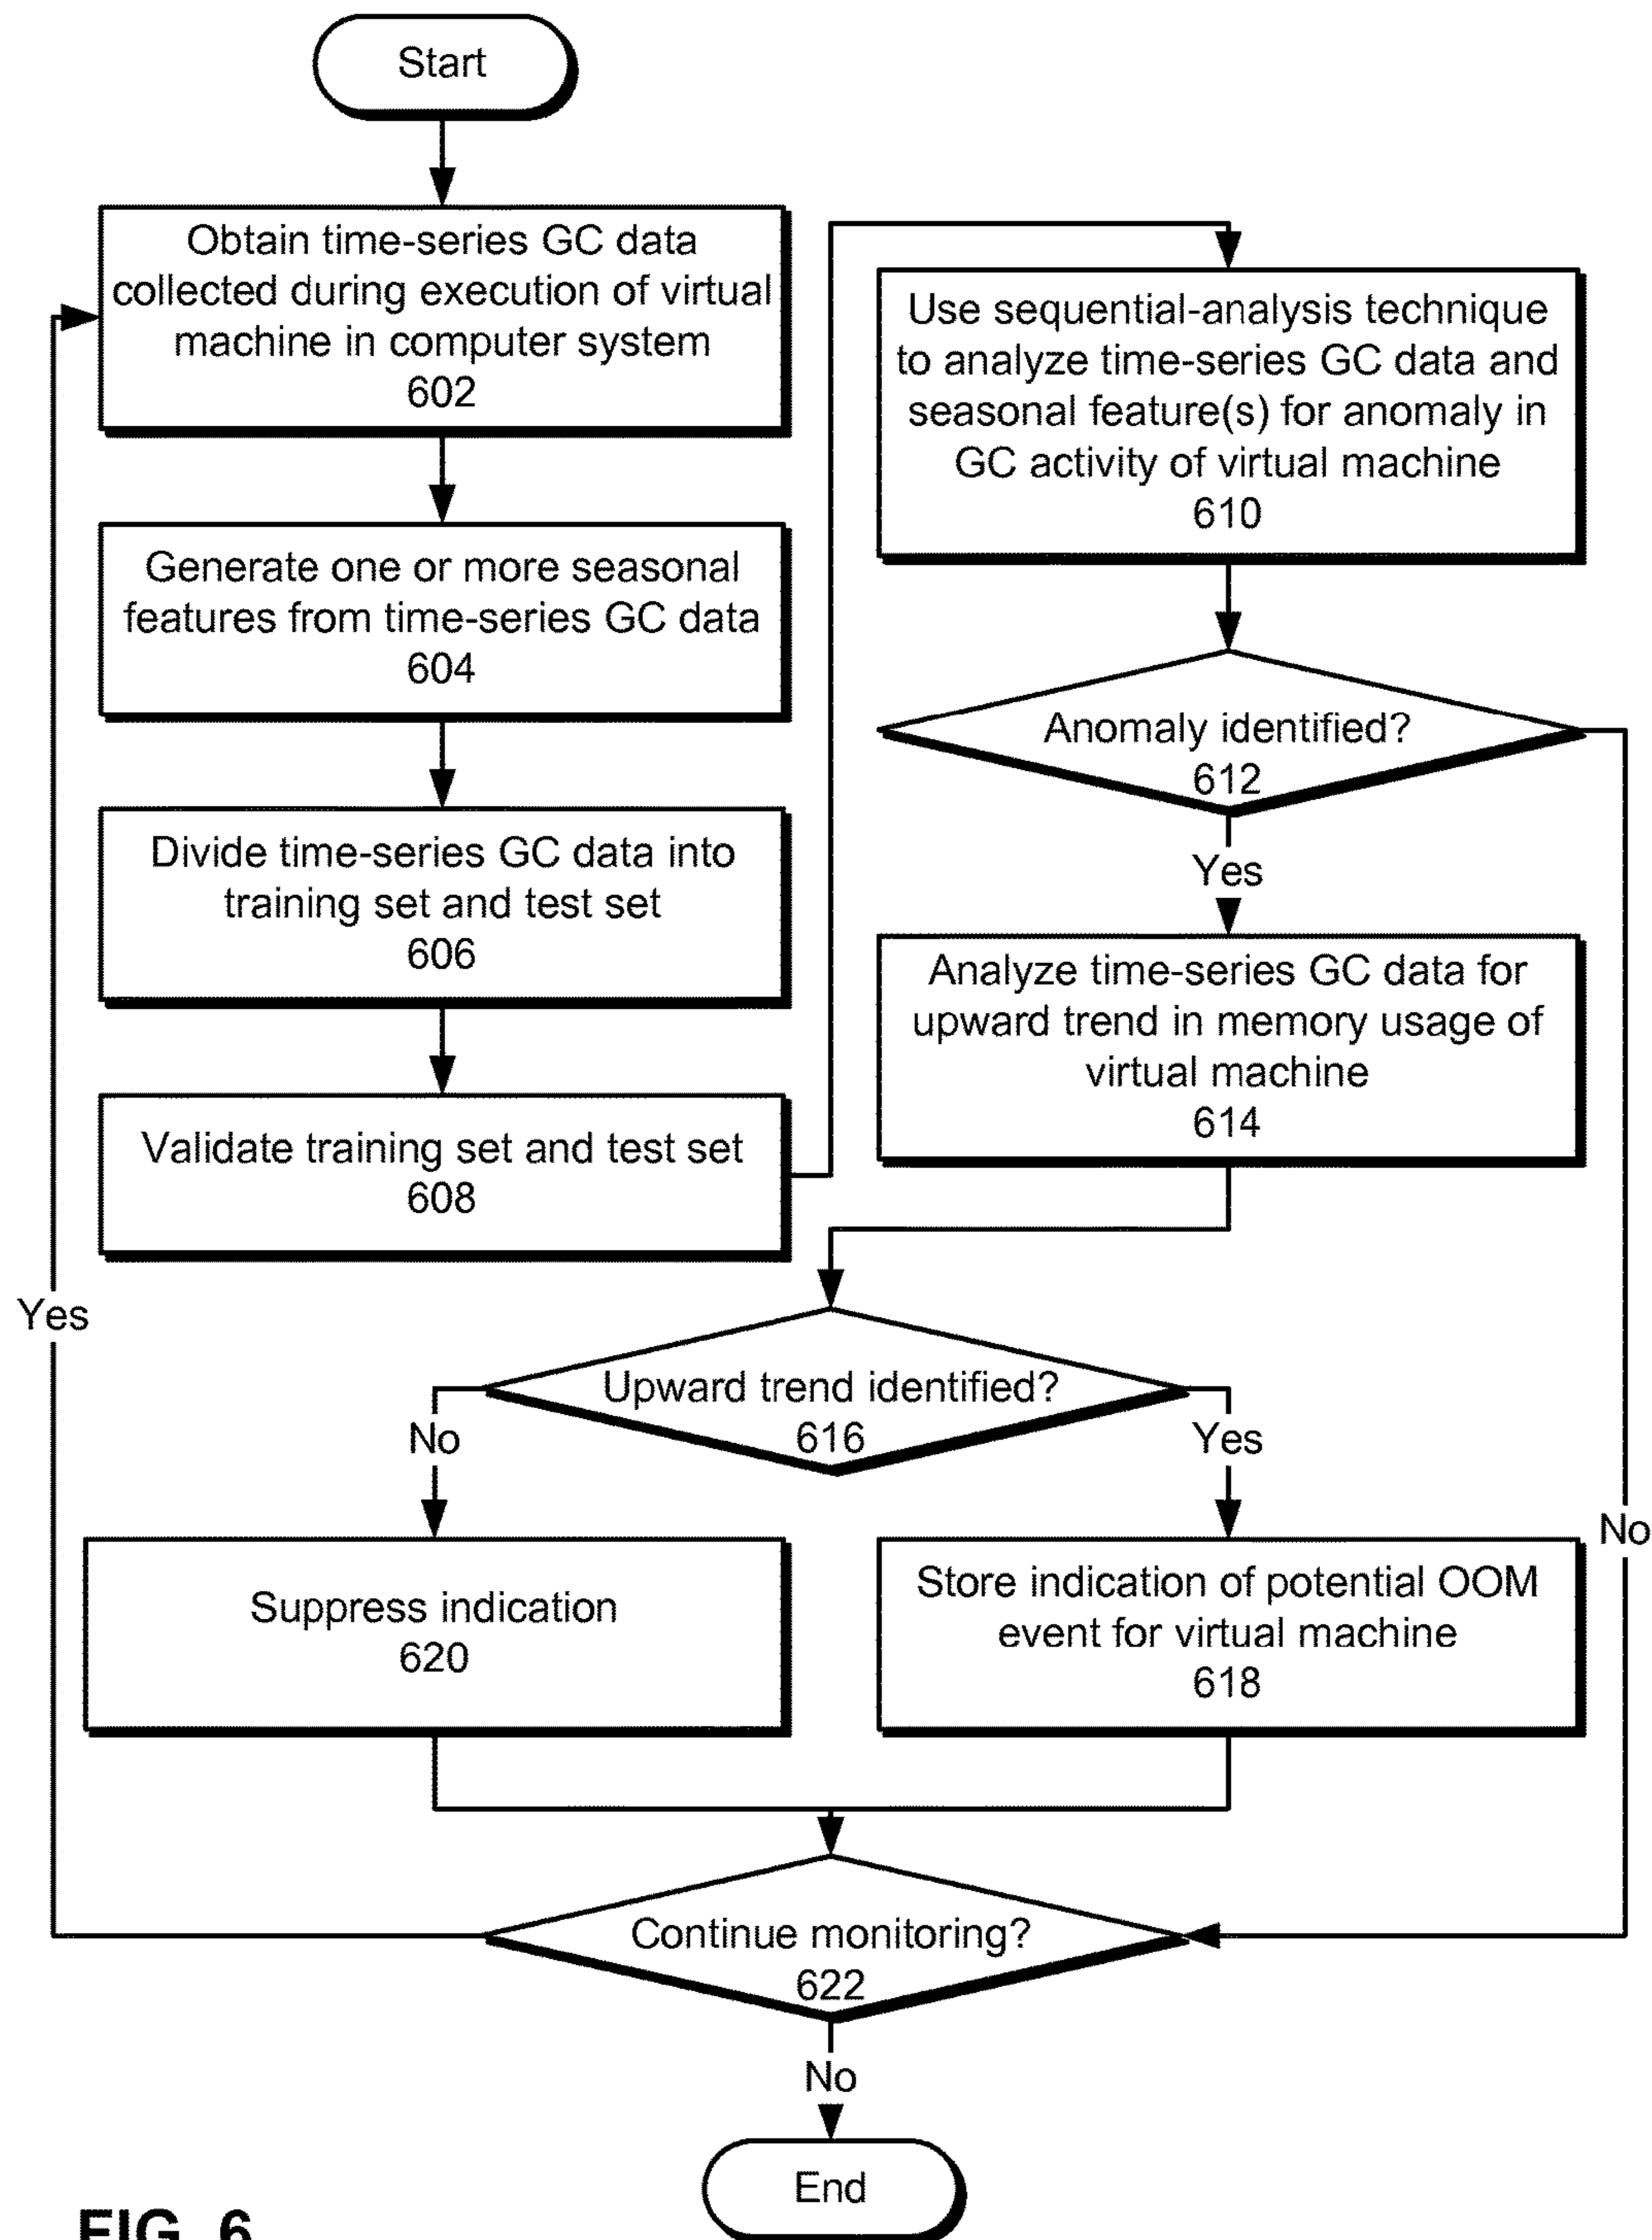 Start
Obtain time-series GC data
collected during execution of virtual
machine in computer system
602
Generate one or more seasonal
features from time-series GC data
604
Divide time-series GC data into
training set and test set
606
Validate training set and test set
608
Use sequential-analysis technique
to analyze time-series GC data and
seasonal feature(s) for anomaly in
GC activity of virtual machine
610
Anomaly identified?
612
Yes
Analyze time-series GC data for
upward trend in memory usage of
virtual machine
614
Yes
Upward trend identified?
616
No
Yes
No
Suppress indication
620
Store indication of potential OOM
event for virtual machine
618
Continue monitoring?
622
No
End
FIG. 6